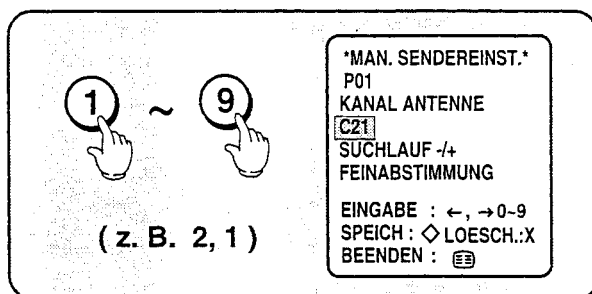 1 ~ 9
( z. B. 2, 1 )
*MAN. SENDEREINST.*
P01
KANAL ANTENNE
C21
SUCHLAUF -/+
FEINABSTIMMUNG
EINGABE : ←, →0~9
SPEICH : ◇ LOESCH.:X
BEENDEN :